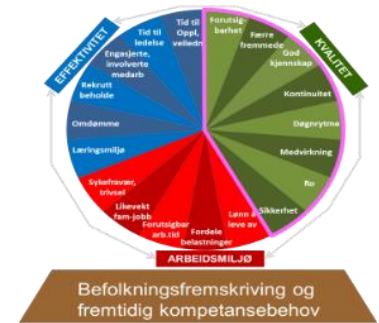 EFFEKTIVITET
KVALITET
Tid til
Oppl,
veiledn
Tid til
ledelse
Engasjerte,
involverte
medarb
Rekrutt
beholde
Omdømme
Læringsmiljø
Forutsig-
barhet
Færre
fremmede
God
kjennskap
Kontinuitet
Døgnrytme
Medvirkning
Ro
Sikkerhet
Sykefravær,
trivsel
Likevekt
fam-jobb
Forutsigbar
arb.tid
Fordele
belastninger
Lønn å
leve av
ARBEIDSMILJØ
Befolkningsfremskriving og
fremtidig kompetansebehov